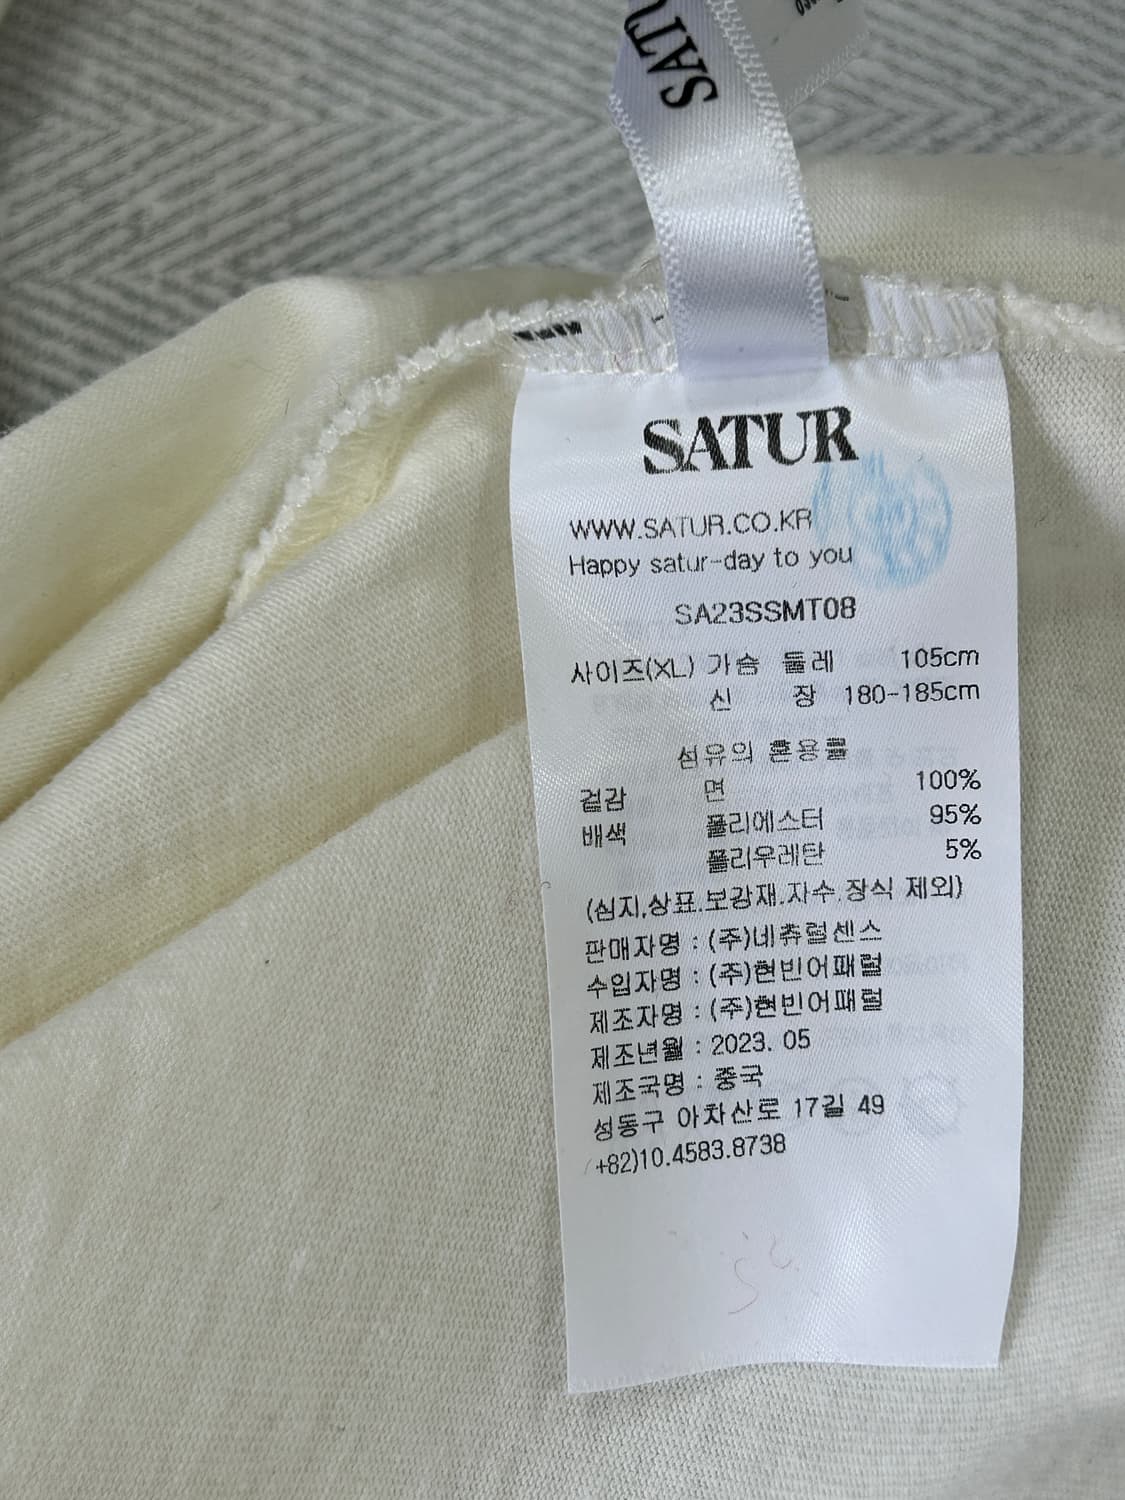 SATUR
WWW.SATUR.CO.KR
Happy satur-day to you
SA23SSMT08
사이즈(XL) 가슴 둘레 105cm
신 장 180-185cm
섬유의 혼용률
겉감 면 100%
배색 폴리에스터 95%
폴리우레탄 5%
(심지,상표.보강재.자수.장식 제외)
판매자명 : (주)네츄럴센스
수입자명 : (주)현빈어패럴
제조자명 : (주)현빈어패럴
제조년월 : 2023. 05
제조국명 : 중국
성동구 아차산로 17길 49
+82)10.4583.8738